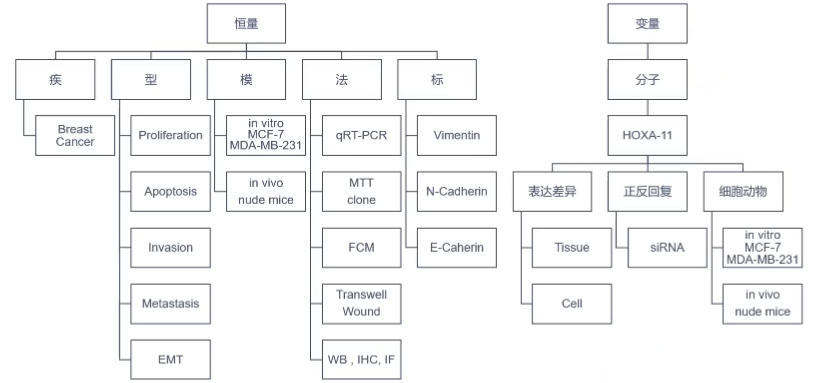 恒量
变量
疾
型
模
法
标
分子
Breast
Cancer
Proliferation
in vitro
MCF-7
MDA-MB-231
qRT-PCR
Vimentin
HOXA-11
Apoptosis
in vivo
nude mice
MTT
clone
N-Cadherin
表达差异
正反回复
细胞动物
Invasion
FCM
E-Caherin
Tissue
siRNA
in vitro
MCF-7
MDA-MB-231
Metastasis
Transwell
Wound
Cell
in vivo
nude mice
EMT
WB , IHC, IF